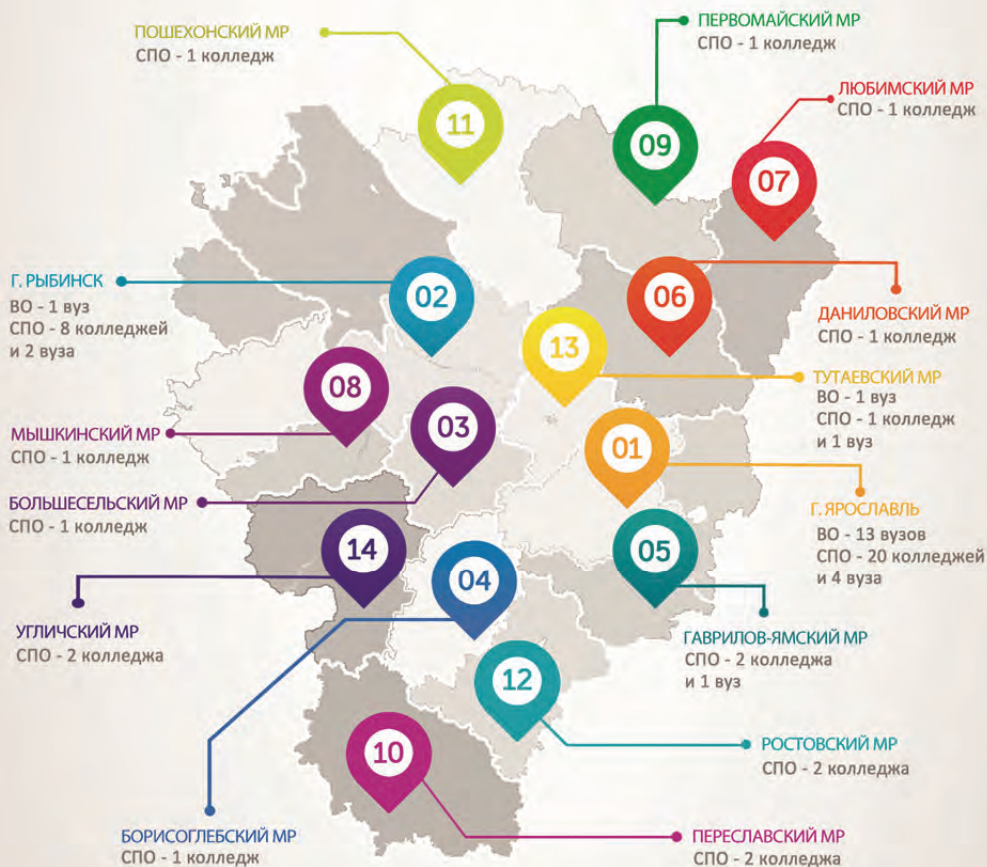 ПОШЕХОНСКИЙ МР
СПО - 1 колледж
ПЕРВОМАЙСКИЙ МР
СПО - 1 колледж
ЛЮБИМСКИЙ МР
СПО - 1 колледж
11
09
07
Г. РЫБИНСК
ВО - 1 вуз
СПО - 8 колледжей
и 2 вуза
02
06
ДАНИЛОВСКИЙ МР
СПО - 1 колледж
13
ТУТАЕВСКИЙ МР
ВО - 1 вуз
СПО - 1 колледж
и 1 вуз
08
03
01
МЫШКИНСКИЙ МР
СПО - 1 колледж
БОЛЬШЕСЕЛЬСКИЙ МР
СПО - 1 колледж
Г. ЯРОСЛАВЛЬ
ВО - 13 вузов
СПО - 20 колледжей
и 4 вуза
14
04
05
УГЛИЧСКИЙ МР
СПО - 2 колледжа
ГАВРИЛОВ-ЯМСКИЙ МР
СПО - 2 колледжа
и 1 вуз
12
10
РОСТОВСКИЙ МР
СПО - 2 колледжа
БОРИСОГЛЕБСКИЙ МР
СПО - 1 колледж
ПЕРЕСЛАВСКИЙ МР
СПО - 2 колледжа